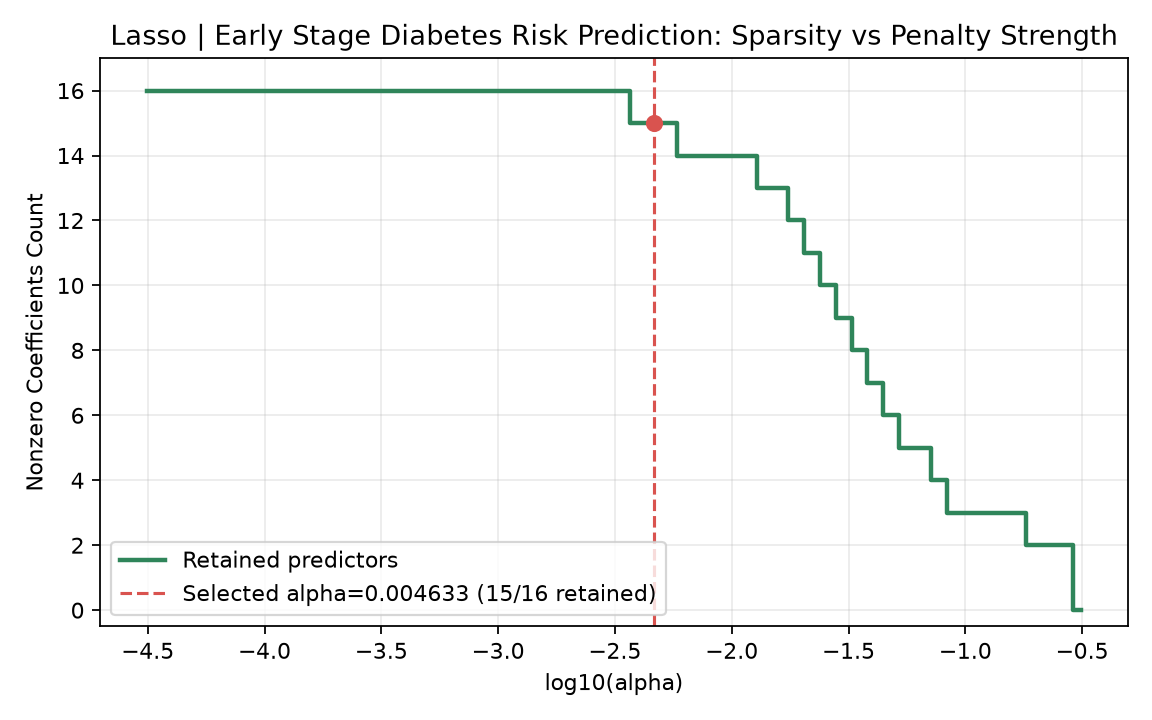 Lasso | Early Stage Diabetes Risk Prediction: Sparsity vs Penalty Strength
Nonzero Coefficients Count
16
14
12
10
8
6
4
2
0
Retained predictors
Selected alpha=0.004633 (15/16 retained)
−4.5 −4.0 −3.5 −3.0 −2.5 −2.0 −1.5 −1.0 −0.5
log10(alpha)